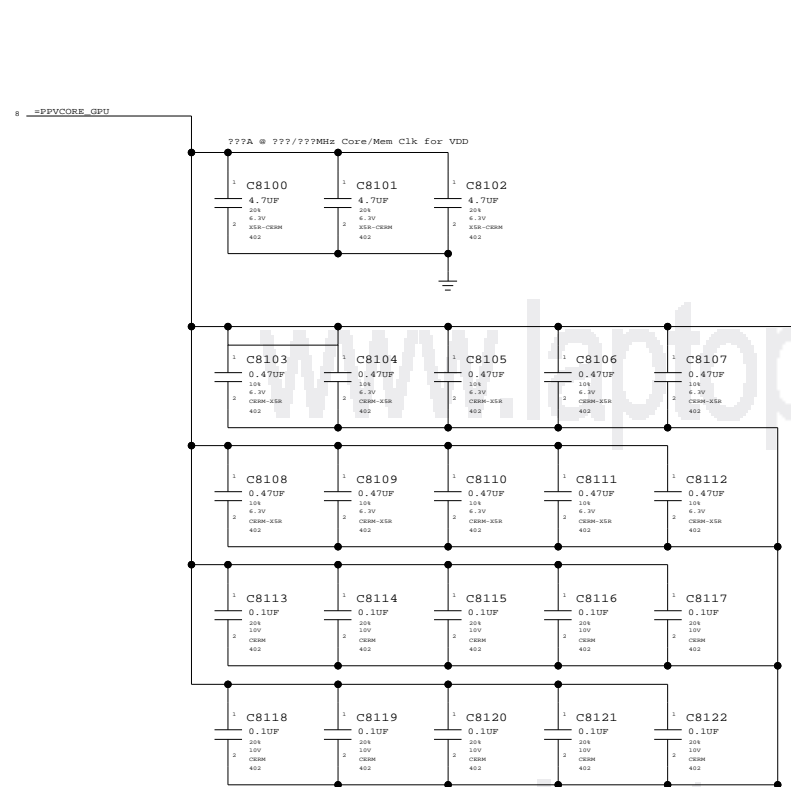 8 =PPVCORE_GPU
???A @ ???/???MHz Core/Mem Clk for VDD
C8100 C8101 C8102
4.7UF 4.7UF 4.7UF
20% 20% 20%
6.3V 6.3V 6.3V
X5R-CERM X5R-CERM X5R-CERM
402 402 402
1 1 1
2 2 2
www.laptop
C8103 C8104 C8105 C8106 C8107
0.47UF 0.47UF 0.47UF 0.47UF 0.47UF
10% 10% 10% 10% 10%
6.3V 6.3V 6.3V 6.3V 6.3V
CERM-X5R CERM-X5R CERM-X5R CERM-X5R CERM-X5R
402 402 402 402 402
1 1 1 1 1
2 2 2 2 2
C8108 C8109 C8110 C8111 C8112
0.47UF 0.47UF 0.47UF 0.47UF 0.47UF
10% 10% 10% 10% 10%
6.3V 6.3V 6.3V 6.3V 6.3V
CERM-X5R CERM-X5R CERM-X5R CERM-X5R CERM-X5R
402 402 402 402 402
1 1 1 1 1
2 2 2 2 2
C8113 C8114 C8115 C8116 C8117
0.1UF 0.1UF 0.1UF 0.1UF 0.1UF
20% 20% 20% 20% 20%
10V 10V 10V 10V 10V
CERM CERM CERM CERM CERM
402 402 402 402 402
1 1 1 1 1
2 2 2 2 2
C8118 C8119 C8120 C8121 C8122
0.1UF 0.1UF 0.1UF 0.1UF 0.1UF
20% 20% 20% 20% 20%
10V 10V 10V 10V 10V
CERM CERM CERM CERM CERM
402 402 402 402 402
1 1 1 1 1
2 2 2 2 2